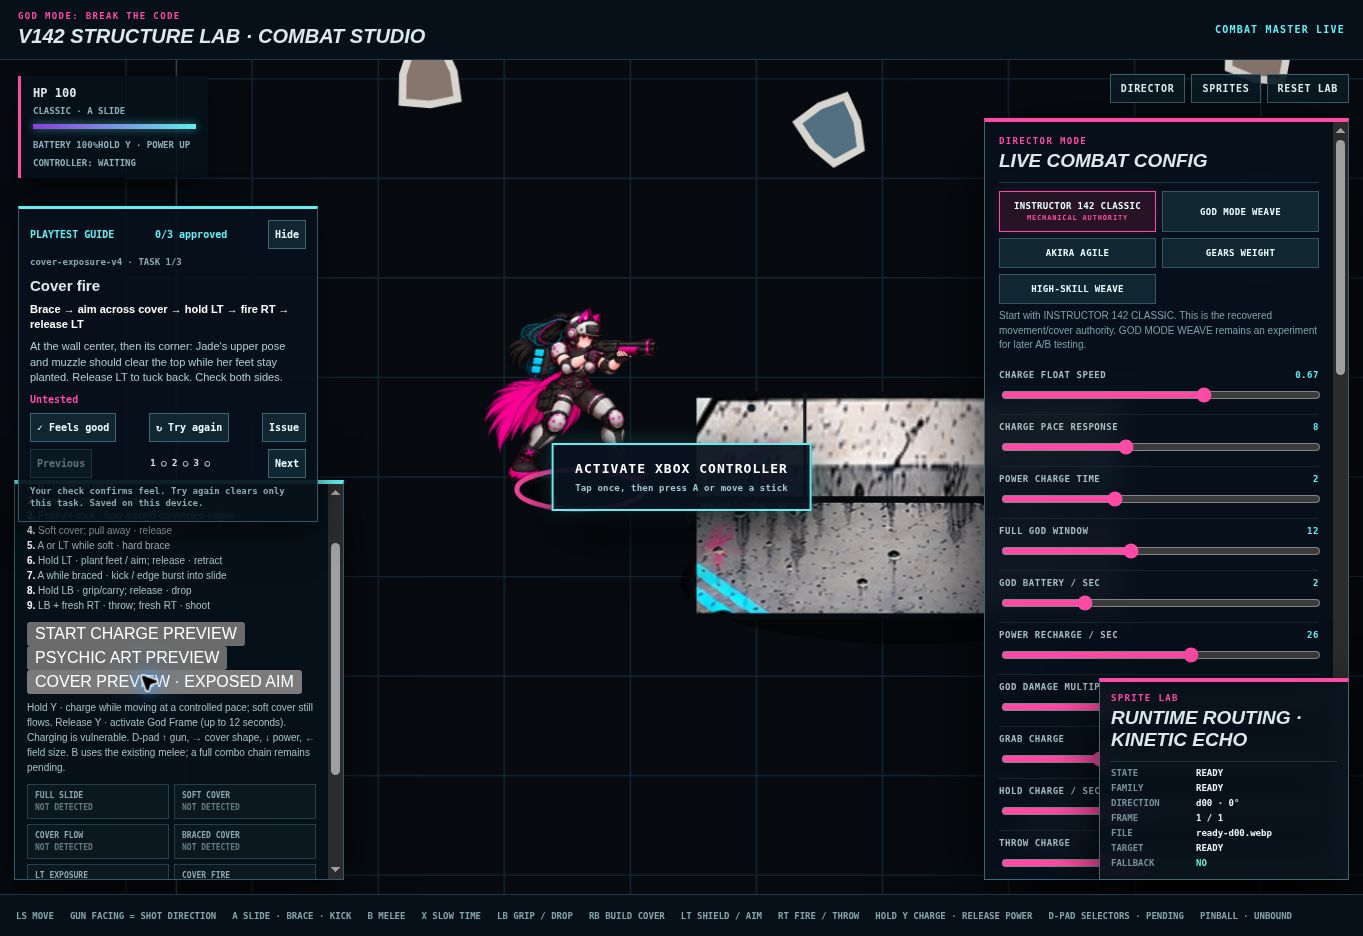 GOD MODE: BREAK THE CODE
V142 STRUCTURE LAB · COMBAT STUDIO
COMBAT MASTER LIVE
HP 100
CLASSIC · A SLIDE
BATTERY 100%HOLD Y · POWER UP
CONTROLLER: WAITING
DIRECTOR
SPRITES
RESET LAB
PLAYTEST GUIDE
0/3 approved
Hide
cover-exposure-v4 · TASK 1/3
Cover fire
Brace → aim across cover → hold LT → fire RT →
release LT
At the wall center, then its corner: Jade's upper pose
and muzzle should clear the top while her feet stay
planted. Release LT to tuck back. Check both sides.
Untested
✓ Feels good
↻ Try again
Issue
Previous
1 ○ 2 ○ 3 ○
Next
Your check confirms feel. Try again clears only
this task. Saved on this device.
4. Soft cover: pull away · release
5. A or LT while soft · hard brace
6. Hold LT · plant feet / aim; release · retract
7. A while braced · kick / edge burst into slide
8. Hold LB · grip/carry; release · drop
9. LB + fresh RT · throw; fresh RT · shoot
START CHARGE PREVIEW
PSYCHIC ART PREVIEW
COVER PREVIEW · EXPOSED AIM
Hold Y · charge while moving at a controlled pace; soft cover still
flows. Release Y · activate God Frame (up to 12 seconds).
Charging is vulnerable. D-pad ↑ gun, → cover shape, ↓ power, ←
field size. B uses the existing melee; a full combo chain remains
pending.
FULL SLIDE
NOT DETECTED
SOFT COVER
NOT DETECTED
COVER FLOW
NOT DETECTED
BRACED COVER
NOT DETECTED
LT EXPOSURE
COVER FIRE
ACTIVATE XBOX CONTROLLER
Tap once, then press A or move a stick
DIRECTOR MODE
LIVE COMBAT CONFIG
INSTRUCTOR 142 CLASSIC
MECHANICAL AUTHORITY
GOD MODE WEAVE
AKIRA AGILE
GEARS WEIGHT
HIGH-SKILL WEAVE
Start with INSTRUCTOR 142 CLASSIC. This is the recovered
movement/cover authority. GOD MODE WEAVE remains an experiment
for later A/B testing.
CHARGE FLOAT SPEED 0.67
CHARGE PACE RESPONSE 8
POWER CHARGE TIME 2
FULL GOD WINDOW 12
GOD BATTERY / SEC 2
POWER RECHARGE / SEC 26
GOD DAMAGE MULTIP
GRAB CHARGE
HOLD CHARGE / SEC
THROW CHARGE
SPRITE LAB
RUNTIME ROUTING ·
KINETIC ECHO
STATE READY
FAMILY READY
DIRECTION d00 · 0°
FRAME 1 / 1
FILE ready-d00.webp
TARGET READY
FALLBACK NO
LS MOVE GUN FACING = SHOT DIRECTION A SLIDE · BRACE · KICK B MELEE X SLOW TIME LB GRIP / DROP RB BUILD COVER LT SHIELD / AIM RT FIRE / THROW HOLD Y CHARGE · RELEASE POWER D-PAD SELECTORS · PENDING PINBALL · UNBOUND